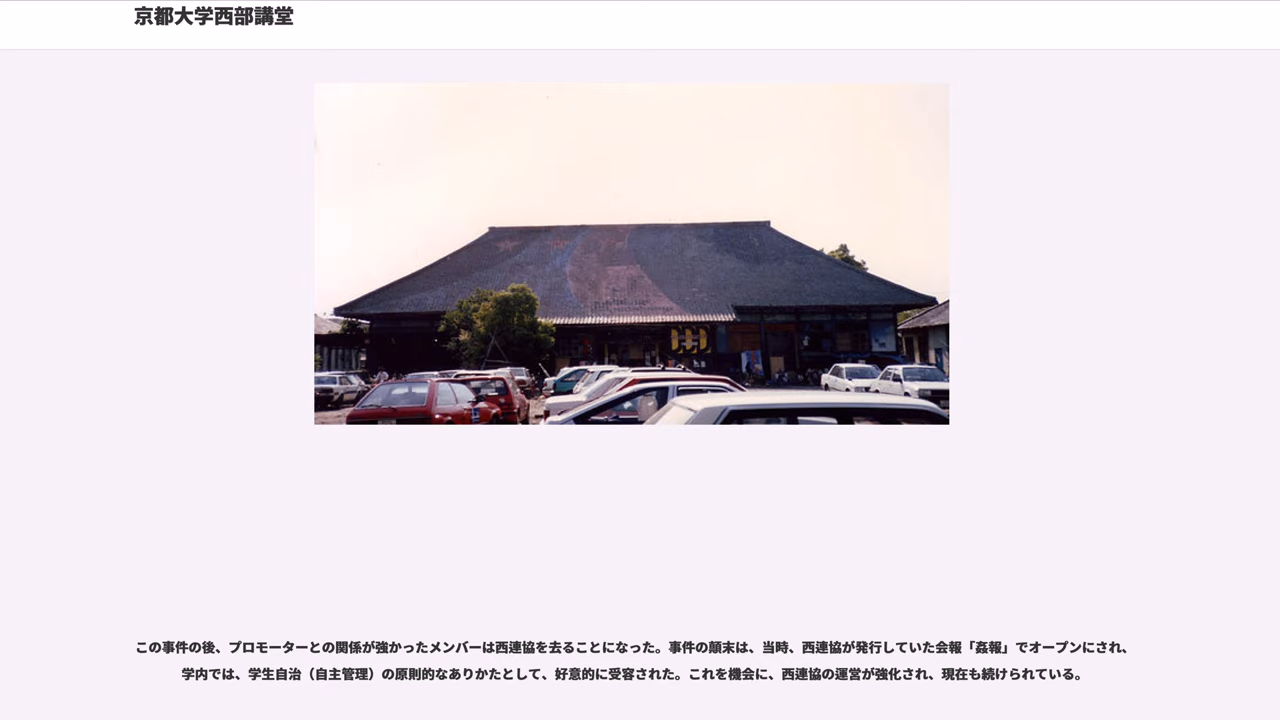 京都大学西部講堂
この事件の後、プロモーターとの関係が強かったメンバーは西連協を去ることになった。事件の顛末は、当時、西連協が発行していた会報「姦報」でオープンにされ、
学内では、学生自治（自主管理）の原則的なありかたとして、好意的に受容された。これを機会に、西連協の運営が強化され、現在も続けられている。